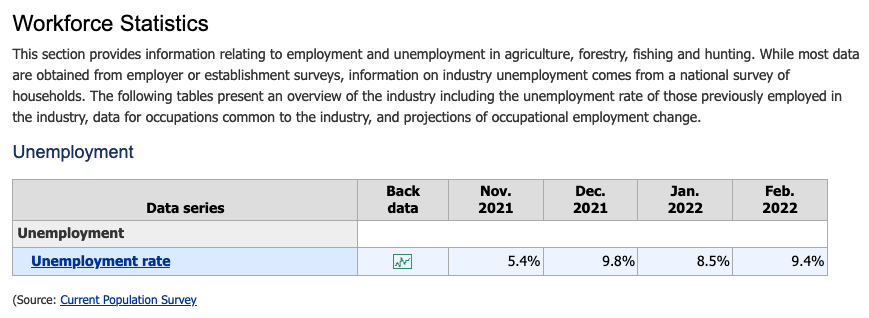 Workforce Statistics
This section provides information relating to employment and unemployment in agriculture, forestry, fishing and hunting. While most data
are obtained from employer or establishment surveys, information on industry unemployment comes from a national survey of
households. The following tables present an overview of the industry including the unemployment rate of those previously employed in
the industry, data for occupations common to the industry, and projections of occupational employment change.
Unemployment
Data series Back data Nov. 2021 Dec. 2021 Jan. 2022 Feb. 2022
Unemployment
Unemployment rate 5.4% 9.8% 8.5% 9.4%
(Source: Current Population Survey